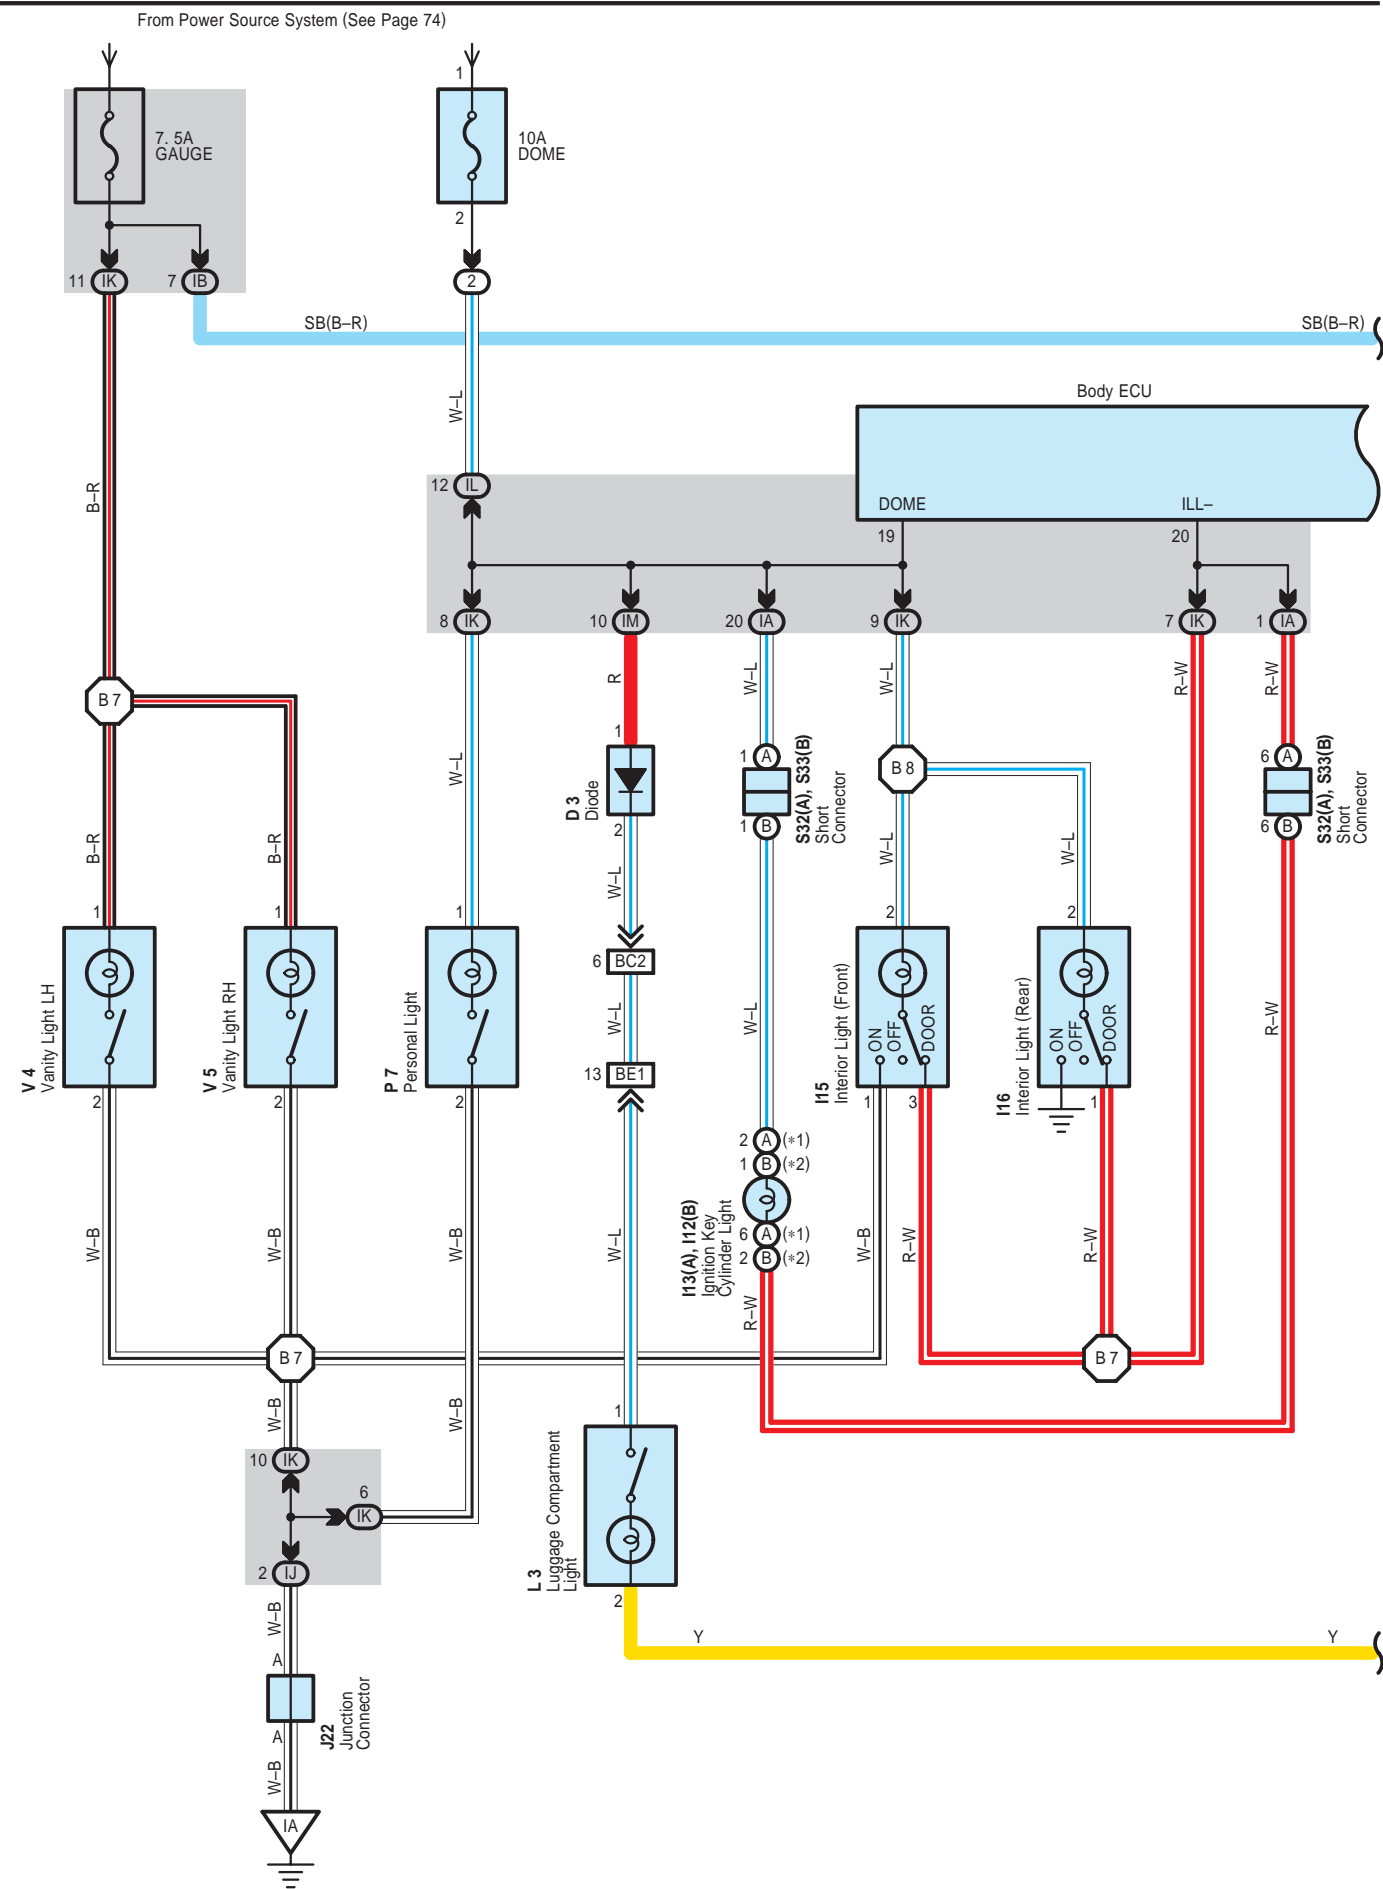 From Power Source System (See Page 74)
1
7. 5A
GAUGE
10A
DOME
2
11 IK
7 IB
2
SB(B–R)
SB(B–R)
W–L
Body ECU
B–R
12 IL
DOME
ILL–
19
20
8 IK
10 IM
20 IA
9 IK
7 IK
1 IA
R
W–L
W–L
R–W
R–W
B 7
W–L
1
D 3
Diode
2
1 A
1 B
S32(A), S33(B)
Short
Connector
B 8
6 A
6 B
S32(A), S33(B)
Short
Connector
B–R
B–R
W–L
W–L
W–L
1
1
1
2
2
V 4
Vanity Light LH
V 5
Vanity Light RH
P 7
Personal Light
6 BC2
W–L
W–L
13 BE1
I15
Interior Light (Front)
ON
OFF
DOOR
I16
Interior Light (Rear)
ON
OFF
DOOR
R–W
2
2
2
1
3
1
2 A (*1)
1 B (*2)
I13(A), I12(B)
Ignition Key
Cylinder Light
6 A (*1)
2 B (*2)
W–B
W–B
W–B
W–L
W–B
R–W
R–W
R–W
B 7
B 7
W–B
W–B
1
10 IK
6
IK
2 IJ
L 3
Luggage Compartment
Light
2
W–B
Y
Y
A
J22
Junction
Connector
A
W–B
IA